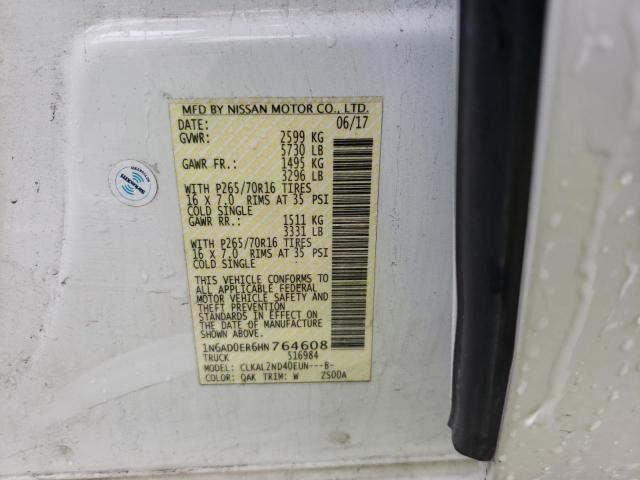 MFD BY NISSAN MOTOR CO., LTD.
DATE: 06/17
GVWR: 2599 KG
5730 LB
GAWR FR.: 1495 KG
3296 LB
WITH P265/70R16 TIRES
16 X 7.0 RIMS AT 35 PSI
COLD SINGLE
GAWR RR.: 1511 KG
3331 LB
WITH P265/70R16 TIRES
16 X 7.0 RIMS AT 35 PSI
COLD SINGLE
THIS VEHICLE CONFORMS TO
ALL APPLICABLE FEDERAL
MOTOR VEHICLE SAFETY AND
THEFT PREVENTION
STANDARDS IN EFFECT ON
THE DATE OF MANUFACTURE
SHOWN ABOVE.
1N6AD0ER6HN764608
TRUCK 516984
MODEL: CLKAL2ND40EUN---B-
COLOR: QAK TRIM: W ZS00A